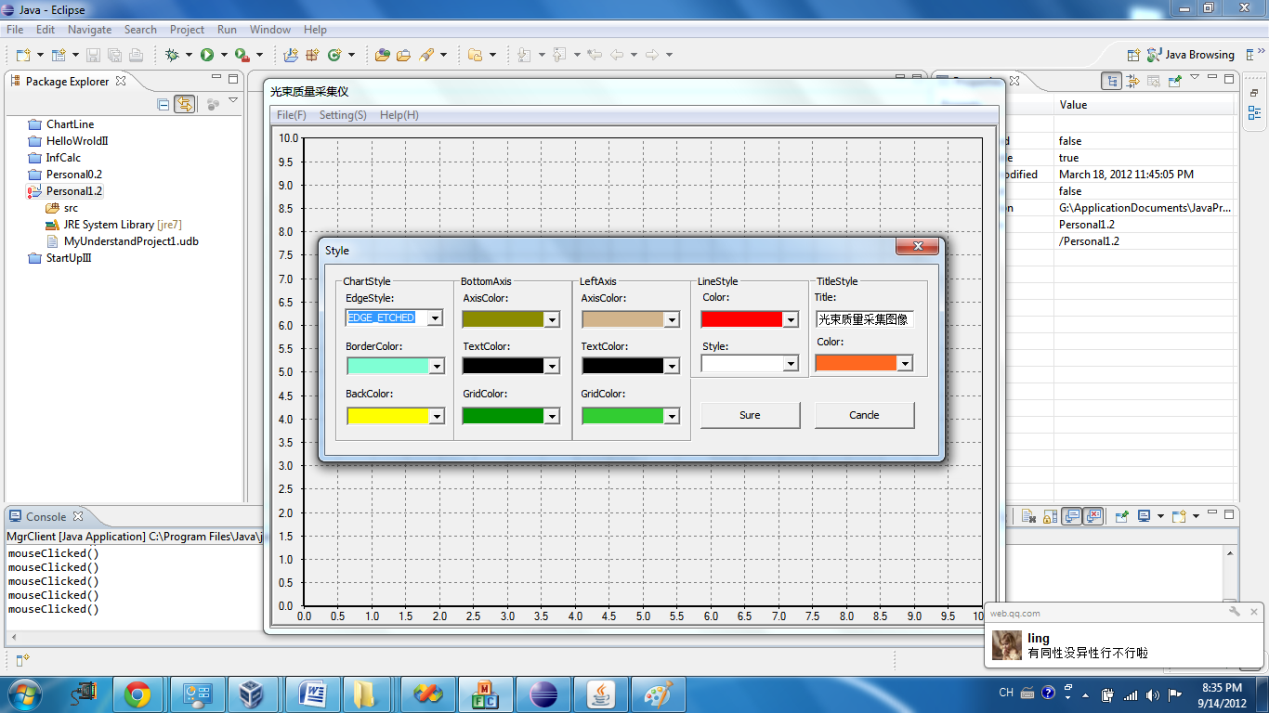 Java - Eclipse
File Edit Navigate Search Project Run Window Help
Java Browsing
Package Explorer
ChartLine
HelloWroldII
InfCalc
Personal0.2
Personal1.2
src
JRE System Library [jre7]
MyUnderstandProject1.udb
StartUpIII
光束质量采集仪
File(F) Setting(S) Help(H)
10.0
9.5
9.0
8.5
8.0
7.5
7.0
6.5
6.0
5.5
5.0
4.5
4.0
3.5
3.0
2.5
2.0
1.5
1.0
0.5
0.0
0.0 0.5 1.0 1.5 2.0 2.5 3.0 3.5 4.0 4.5 5.0 5.5 6.0 6.5 7.0 7.5 8.0 8.5 9.0 9.5 10
Style
ChartStyle BottomAxis LeftAxis LineStyle TitleStyle
EdgeStyle: AxisColor: AxisColor: Color: Title:
EDGE_ETCHED 光束质量采集图像
BorderColor: TextColor: TextColor: Style: Color:
BackColor: GridColor: GridColor:
Sure Cancle
Value
false
true
odified March 18, 2012 11:45:05 PM
false
on G:\ApplicationDocuments\JavaPr...
Personal1.2
/Personal1.2
Console
MgrClient [Java Application] C:\Program Files\Java\j
mouseClicked()
mouseClicked()
mouseClicked()
mouseClicked()
mouseClicked()
web.qq.com
ling
有同性没异性行不行啦
CH
8:35 PM
9/14/2012